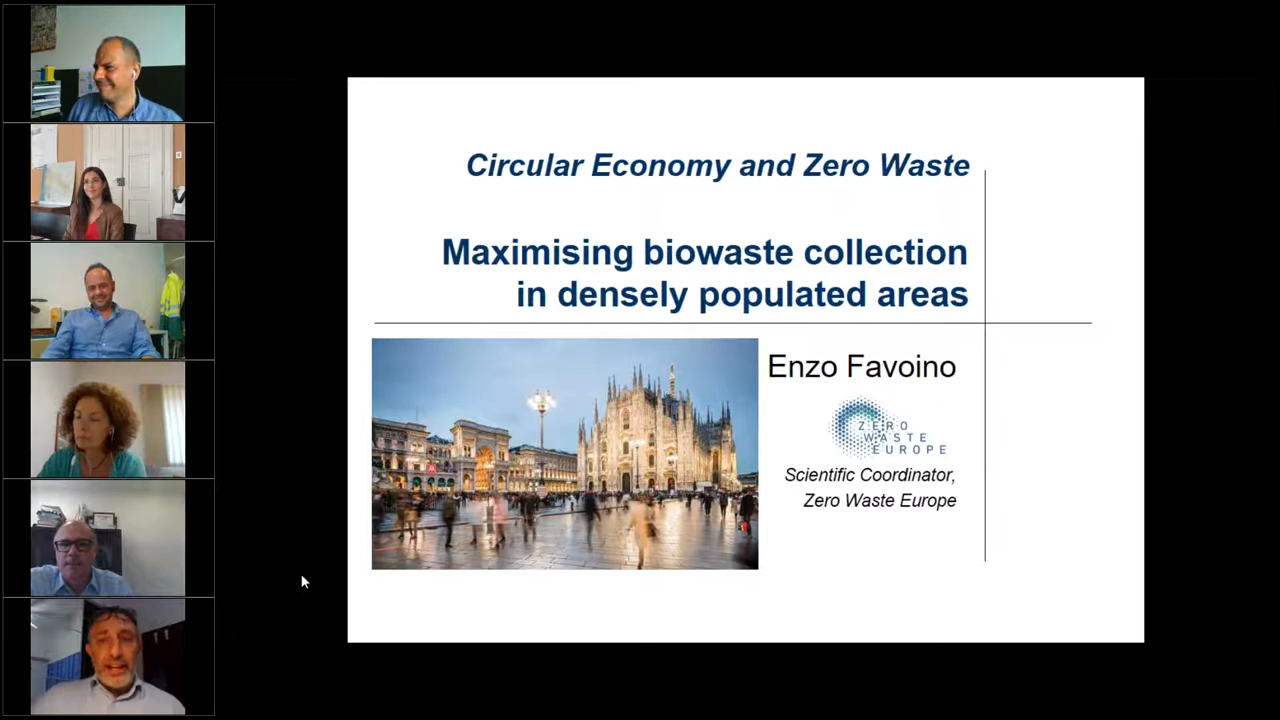 Circular Economy and Zero Waste
Maximising biowaste collection
in densely populated areas
Enzo Favoino
ZERO
WASTE
EUROPE
Scientific Coordinator,
Zero Waste Europe